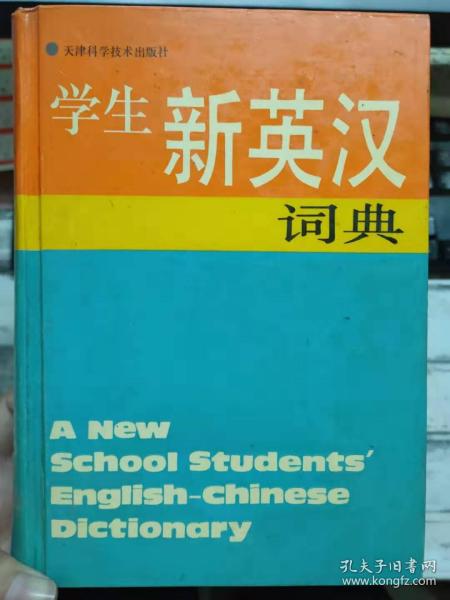 天津科学技术出版社
学生新英汉
词典
A New
School Students'
English-Chinese
Dictionary
孔夫子旧书网
www.kongfz.com